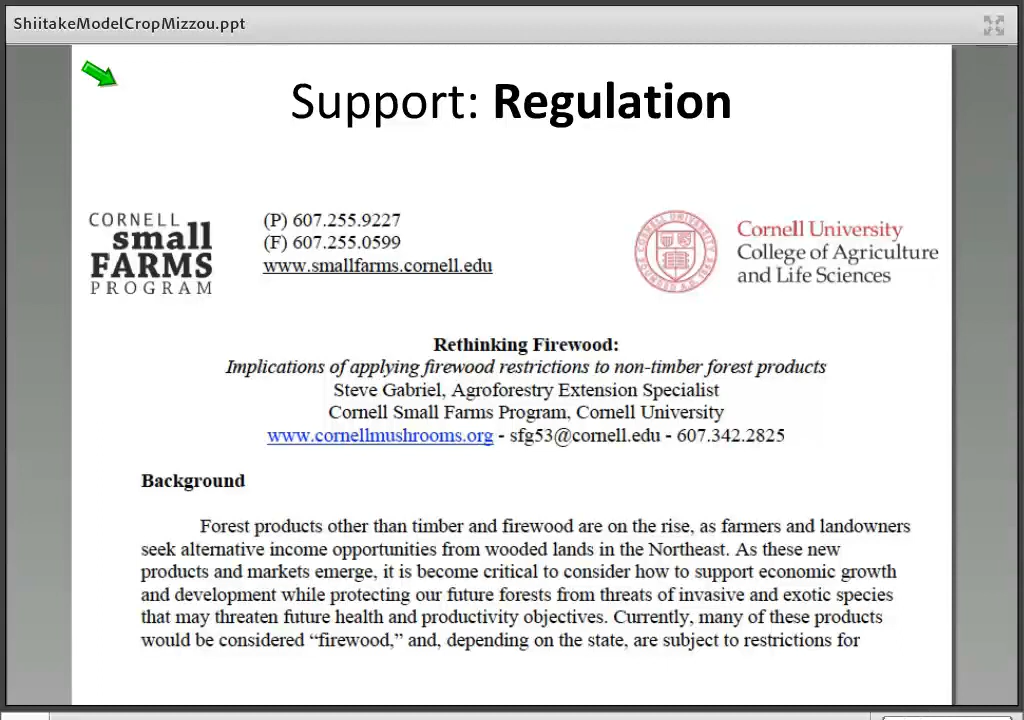 ShiitakeModelCropMizzou.ppt
Support: Regulation
CORNELL
small
FARMS
PROGRAM
(P) 607.255.9227
(F) 607.255.0599
www.smallfarms.cornell.edu
Cornell University
College of Agriculture
and Life Sciences
Rethinking Firewood:
Implications of applying firewood restrictions to non-timber forest products
Steve Gabriel, Agroforestry Extension Specialist
Cornell Small Farms Program, Cornell University
www.cornellmushrooms.org - sfg53@cornell.edu - 607.342.2825
Background
Forest products other than timber and firewood are on the rise, as farmers and landowners
seek alternative income opportunities from wooded lands in the Northeast. As these new
products and markets emerge, it is become critical to consider how to support economic growth
and development while protecting our future forests from threats of invasive and exotic species
that may threaten future health and productivity objectives. Currently, many of these products
would be considered “firewood,” and, depending on the state, are subject to restrictions for